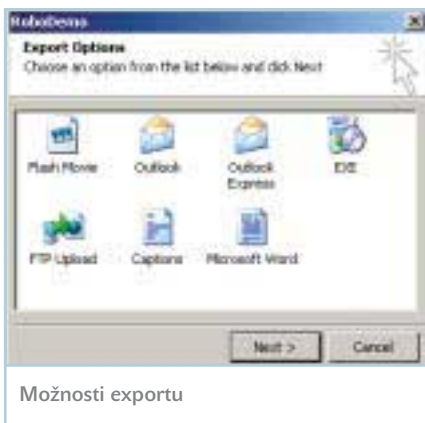 RoboDemo
Export Options
Choose an option from the list below and click Next
Flash Movie
Outlook
Outlook
Express
EXE
FTP Upload
Captions
Microsoft Word
Next >
Cancel
Možnosti exportu